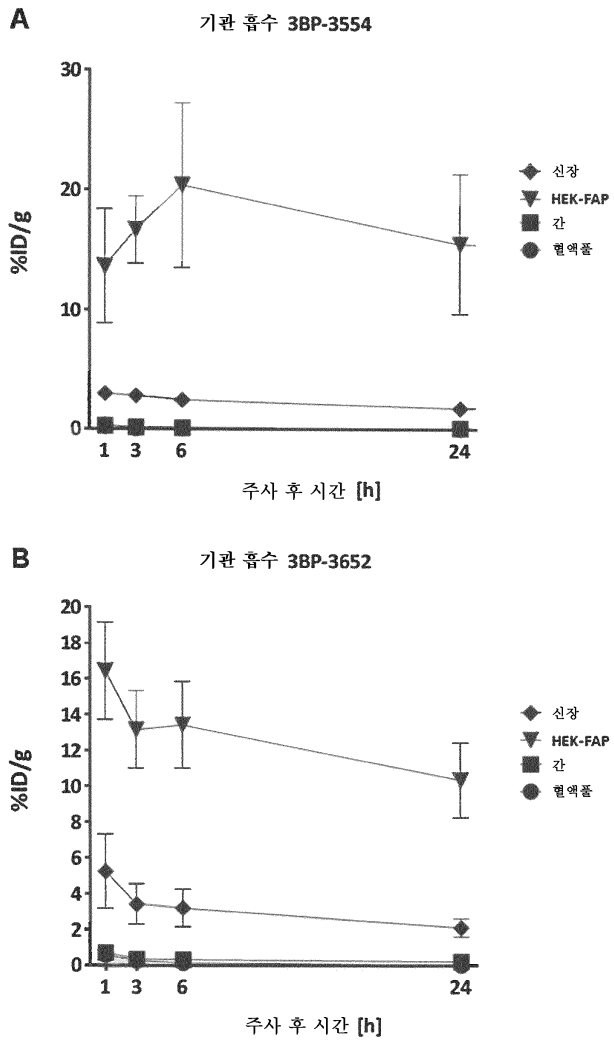 A
기관 흡수 3BP-3554
30
20
10
0
%ID/g
1 3 6 24
주사 후 시간 [h]
신장
HEK-FAP
간
혈액풀
B
기관 흡수 3BP-3652
20
18
16
14
12
10
8
6
4
2
0
%ID/g
1 3 6 24
주사 후 시간 [h]
신장
HEK-FAP
간
혈액풀